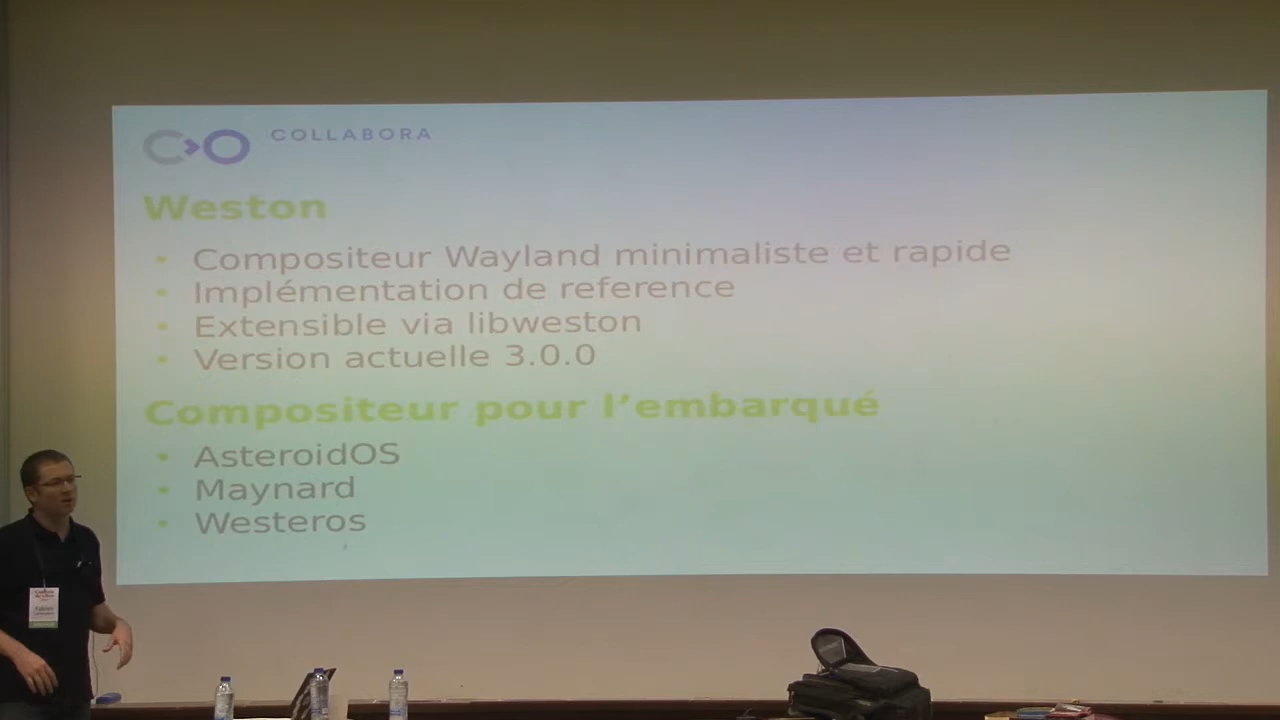 COLLABORA
Weston
• Compositeur Wayland minimaliste et rapide
• Implémentation de reference
• Extensible via libweston
• Version actuelle 3.0.0
Compositeur pour l’embarqué
• AsteroidOS
• Maynard
• Westeros
Fabien